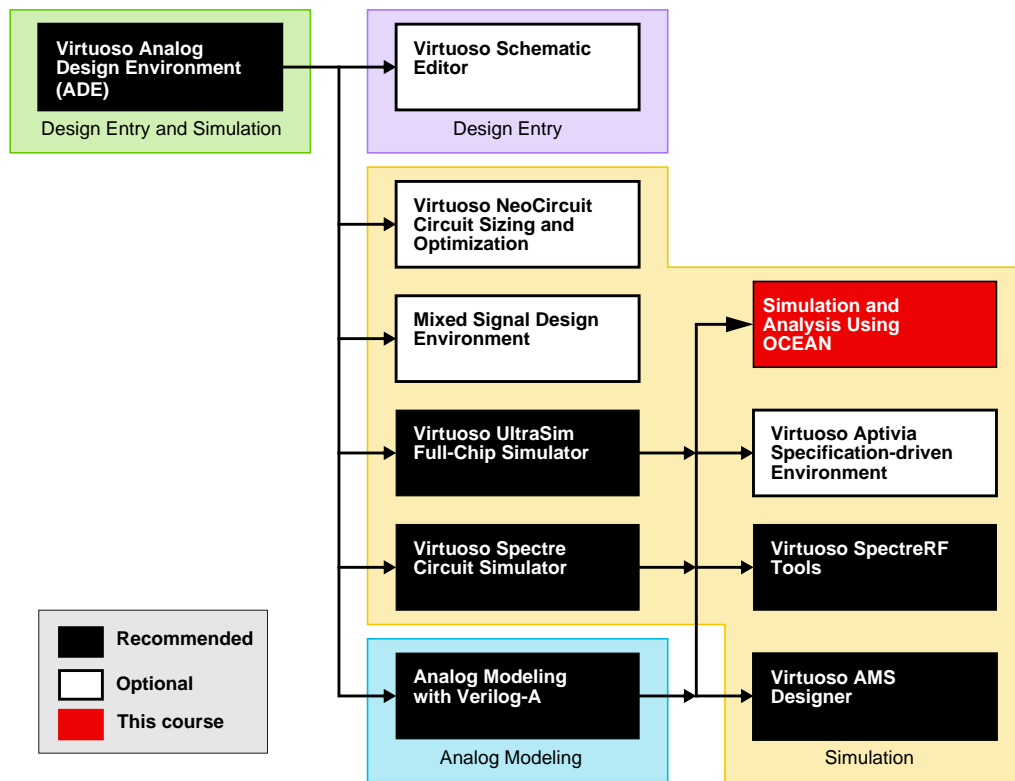 Virtuoso Analog
Design Environment
(ADE)
Design Entry and Simulation
Virtuoso Schematic
Editor
Design Entry
Virtuoso NeoCircuit
Circuit Sizing and
Optimization
Mixed Signal Design
Environment
Simulation and
Analysis Using
OCEAN
Virtuoso UltraSim
Full-Chip Simulator
Virtuoso Aptivia
Specification-driven
Environment
Virtuoso Spectre
Circuit Simulator
Virtuoso SpectreRF
Tools
Analog Modeling
with Verilog-A
Analog Modeling
Virtuoso AMS
Designer
Simulation
Recommended
Optional
This course